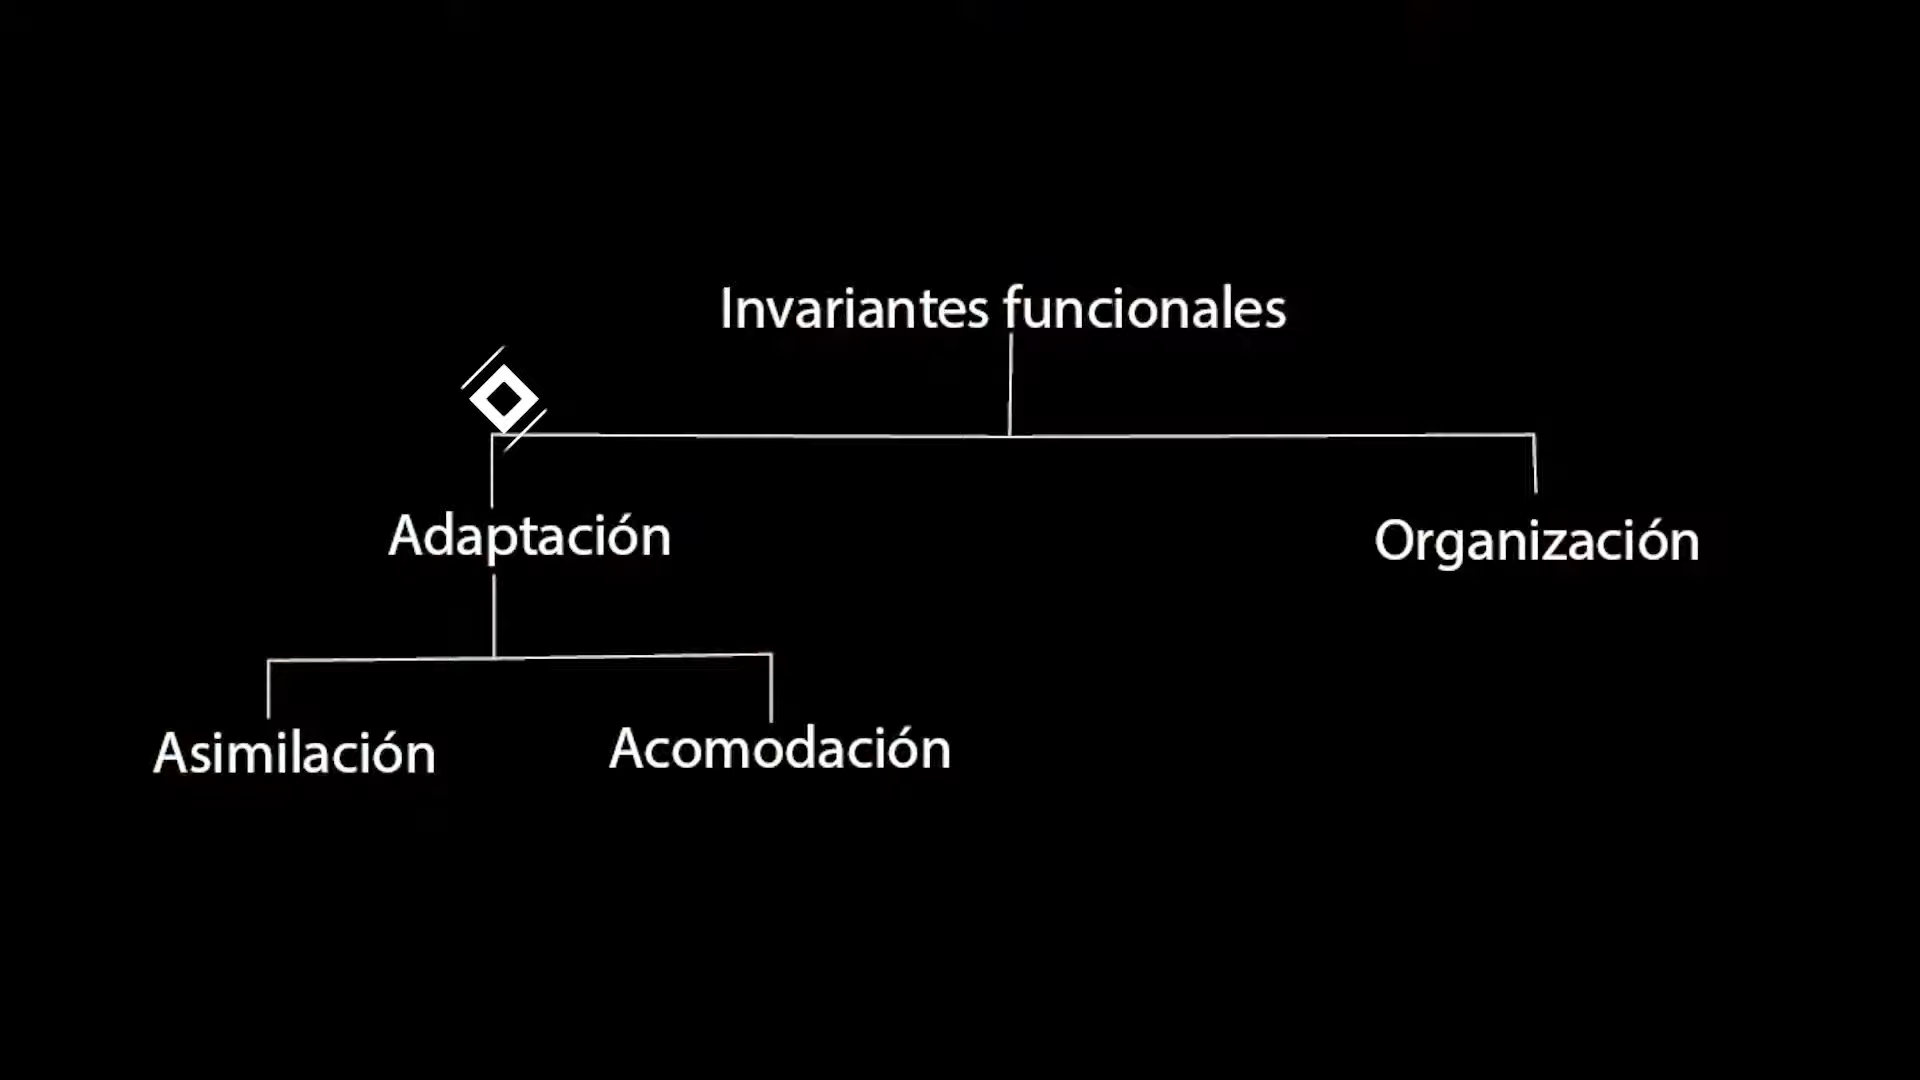 Invariantes funcionales
Adaptación
Organización
Asimilación
Acomodación